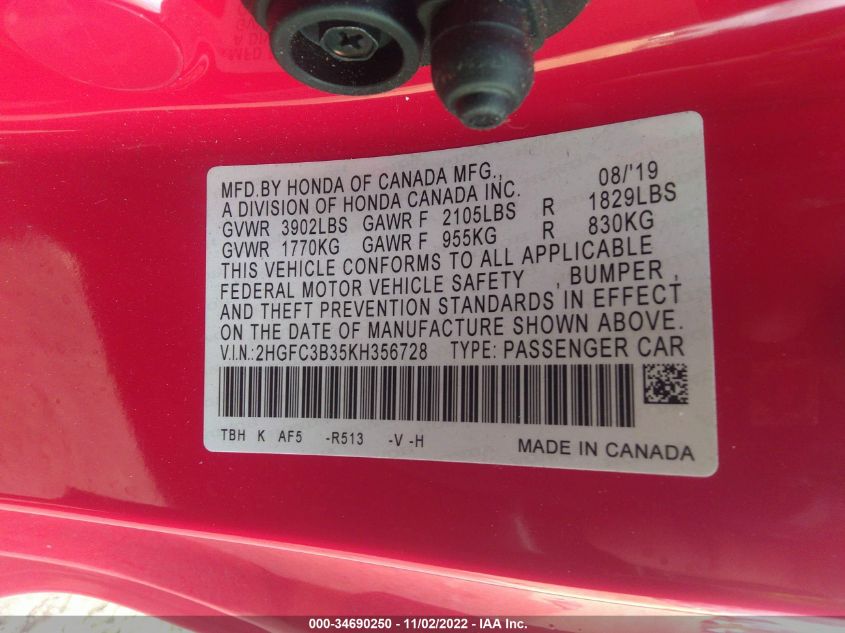 MFD.BY HONDA OF CANADA MFG., 08/'19
A DIVISION OF HONDA CANADA INC.
GVWR 3902LBS GAWR F 2105LBS R 1829LBS
GVWR 1770KG GAWR F 955KG R 830KG
THIS VEHICLE CONFORMS TO ALL APPLICABLE
FEDERAL MOTOR VEHICLE SAFETY , BUMPER ,
AND THEFT PREVENTION STANDARDS IN EFFECT
ON THE DATE OF MANUFACTURE SHOWN ABOVE.
V.I.N.:2HGFC3B35KH356728 TYPE: PASSENGER CAR
TBH K AF5 -R513 -V -H
MADE IN CANADA
000-34690250 - 11/02/2022 - IAA Inc.